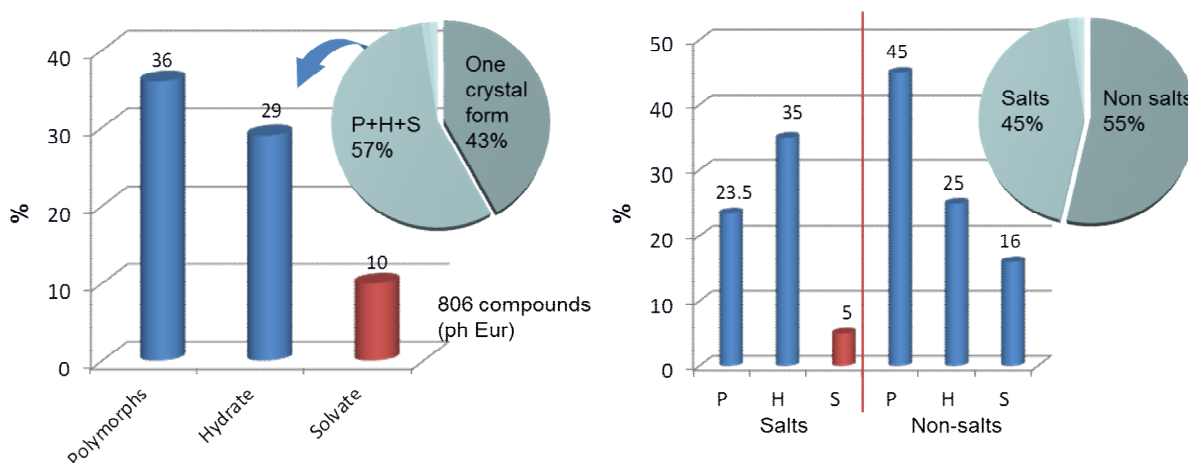 40
30
20
10
0
%
36
29
10
Polymorphs
Hydrate
Solvate
P+H+S
57%
One
crystal
form
43%
806 compounds
(ph Eur)
50
40
30
20
10
0
%
23.5
35
5
45
25
16
P H S P H S
Salts Non-salts
Salts
45%
Non salts
55%